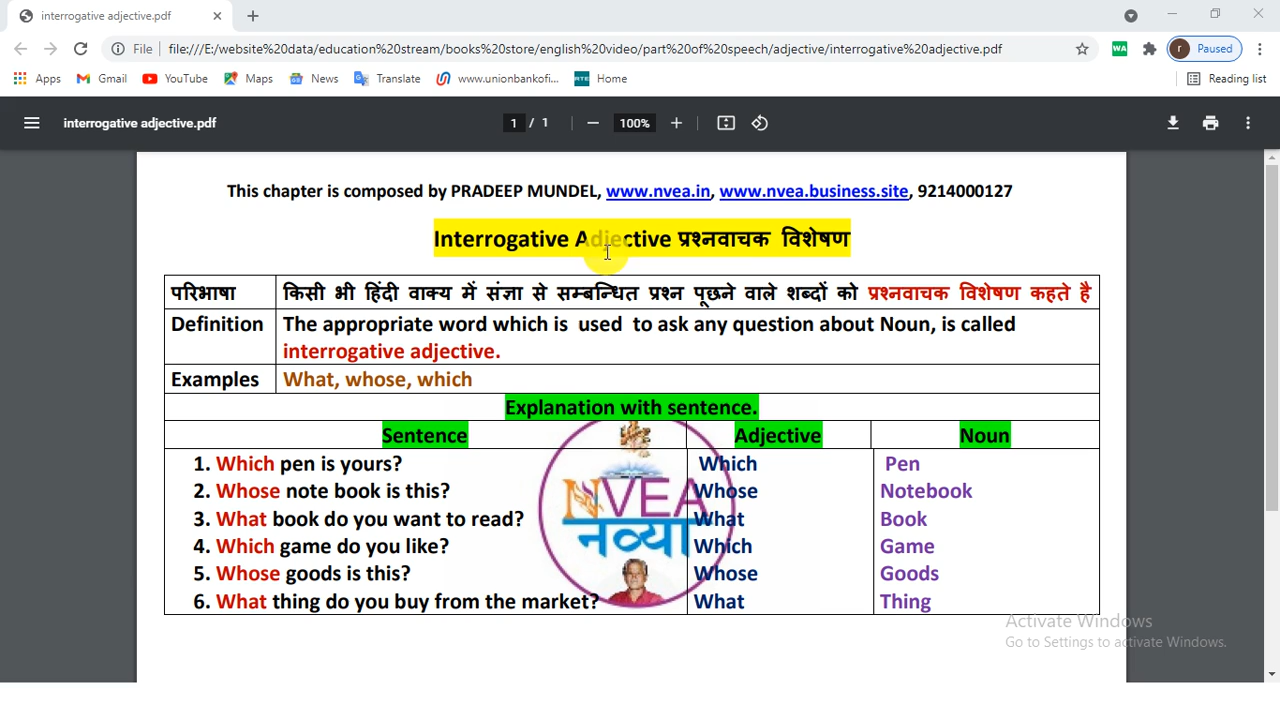 interrogative adjective.pdf
File file:///E:/website%20data/education%20stream/books%20store/english%20video/part%20of%20speech/adjective/interrogative%20adjective.pdf WA r Paused
Apps Gmail YouTube Maps News Translate www.unionbankofi... RTE Home Reading list
interrogative adjective.pdf 1 / 1 100%
This chapter is composed by PRADEEP MUNDEL, www.nvea.in, www.nvea.business.site, 9214000127
Interrogative Adjective प्रश्नवाचक विशेषण
परिभाषा किसी भी हिंदी वाक्य में संज्ञा से सम्बन्धित प्रश्न पूछने वाले शब्दों को प्रश्नवाचक विशेषण कहते है
Definition The appropriate word which is used to ask any question about Noun, is called
interrogative adjective.
Examples What, whose, which
Explanation with sentence.
Sentence Adjective Noun
1. Which pen is yours? Which Pen
2. Whose note book is this? Whose Notebook
3. What book do you want to read? What Book
4. Which game do you like? Which Game
5. Whose goods is this? Whose Goods
6. What thing do you buy from the market? What Thing
NVEA
नव्या
Activate Windows
Go to Settings to activate Windows.